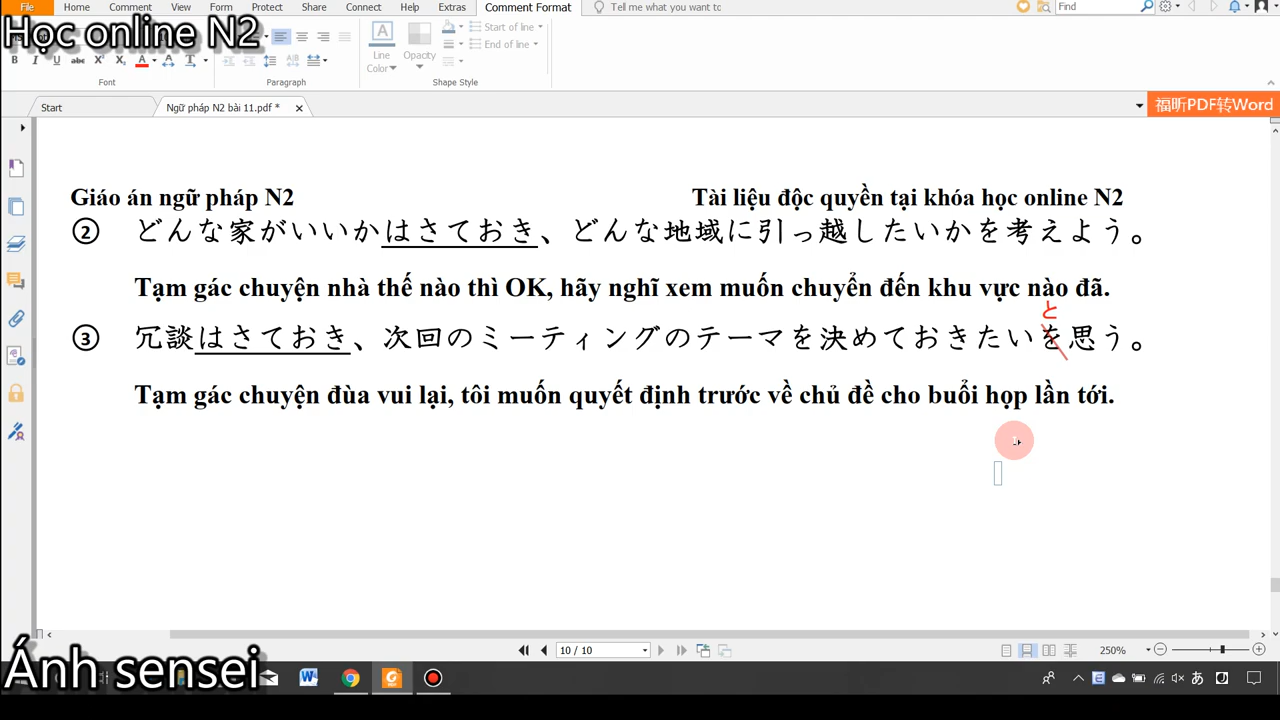 File
Home
Comment
View
Form
Protect
Share
Connect
Help
Extras
Comment Format
Tell me what you want to
Find
Học online N2
Start of line
End of line
Line
Color
Opacity
B I U abc X² X₂ A A T
Font
Paragraph
Shape Style
Start
Ngữ pháp N2 bài 11.pdf *
福昕PDF转Word
Giáo án ngữ pháp N2
Tài liệu độc quyền tại khóa học online N2
② どんな家がいいかはさておき、どんな地域に引っ越したいかを考えよう。
Tạm gác chuyện nhà thế nào thì OK, hãy nghĩ xem muốn chuyển đến khu vực nào đã.
と
③ 冗談はさておき、次回のミーティングのテーマを決めておきたいを思う。
Tạm gác chuyện đùa vui lại, tôi muốn quyết định trước về chủ đề cho buổi họp lần tới.
10 / 10
250%
Ánh sensei
あ